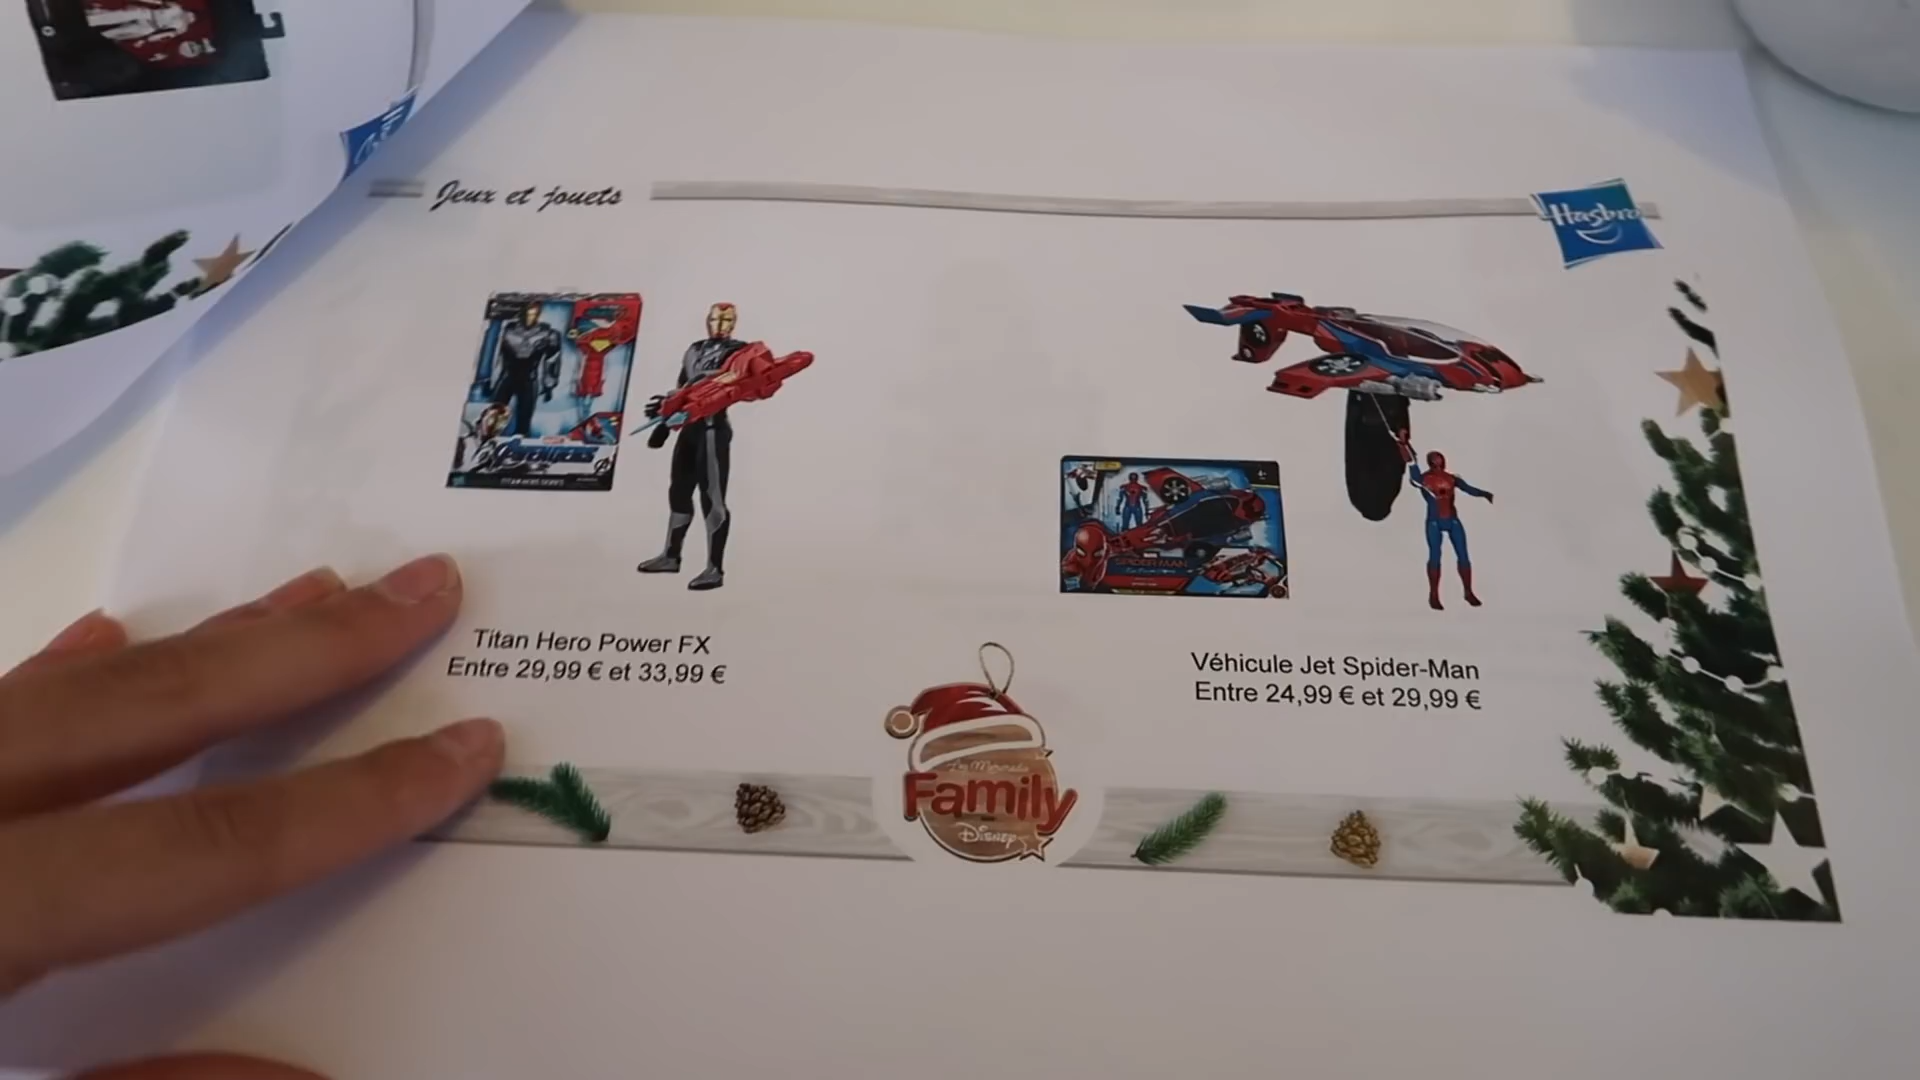 Jeux et jouets
Hasbro
AVENGERS
SPIDER-MAN
Titan Hero Power FX
Entre 29,99 € et 33,99 €
Véhicule Jet Spider-Man
Entre 24,99 € et 29,99 €
Family
Disney